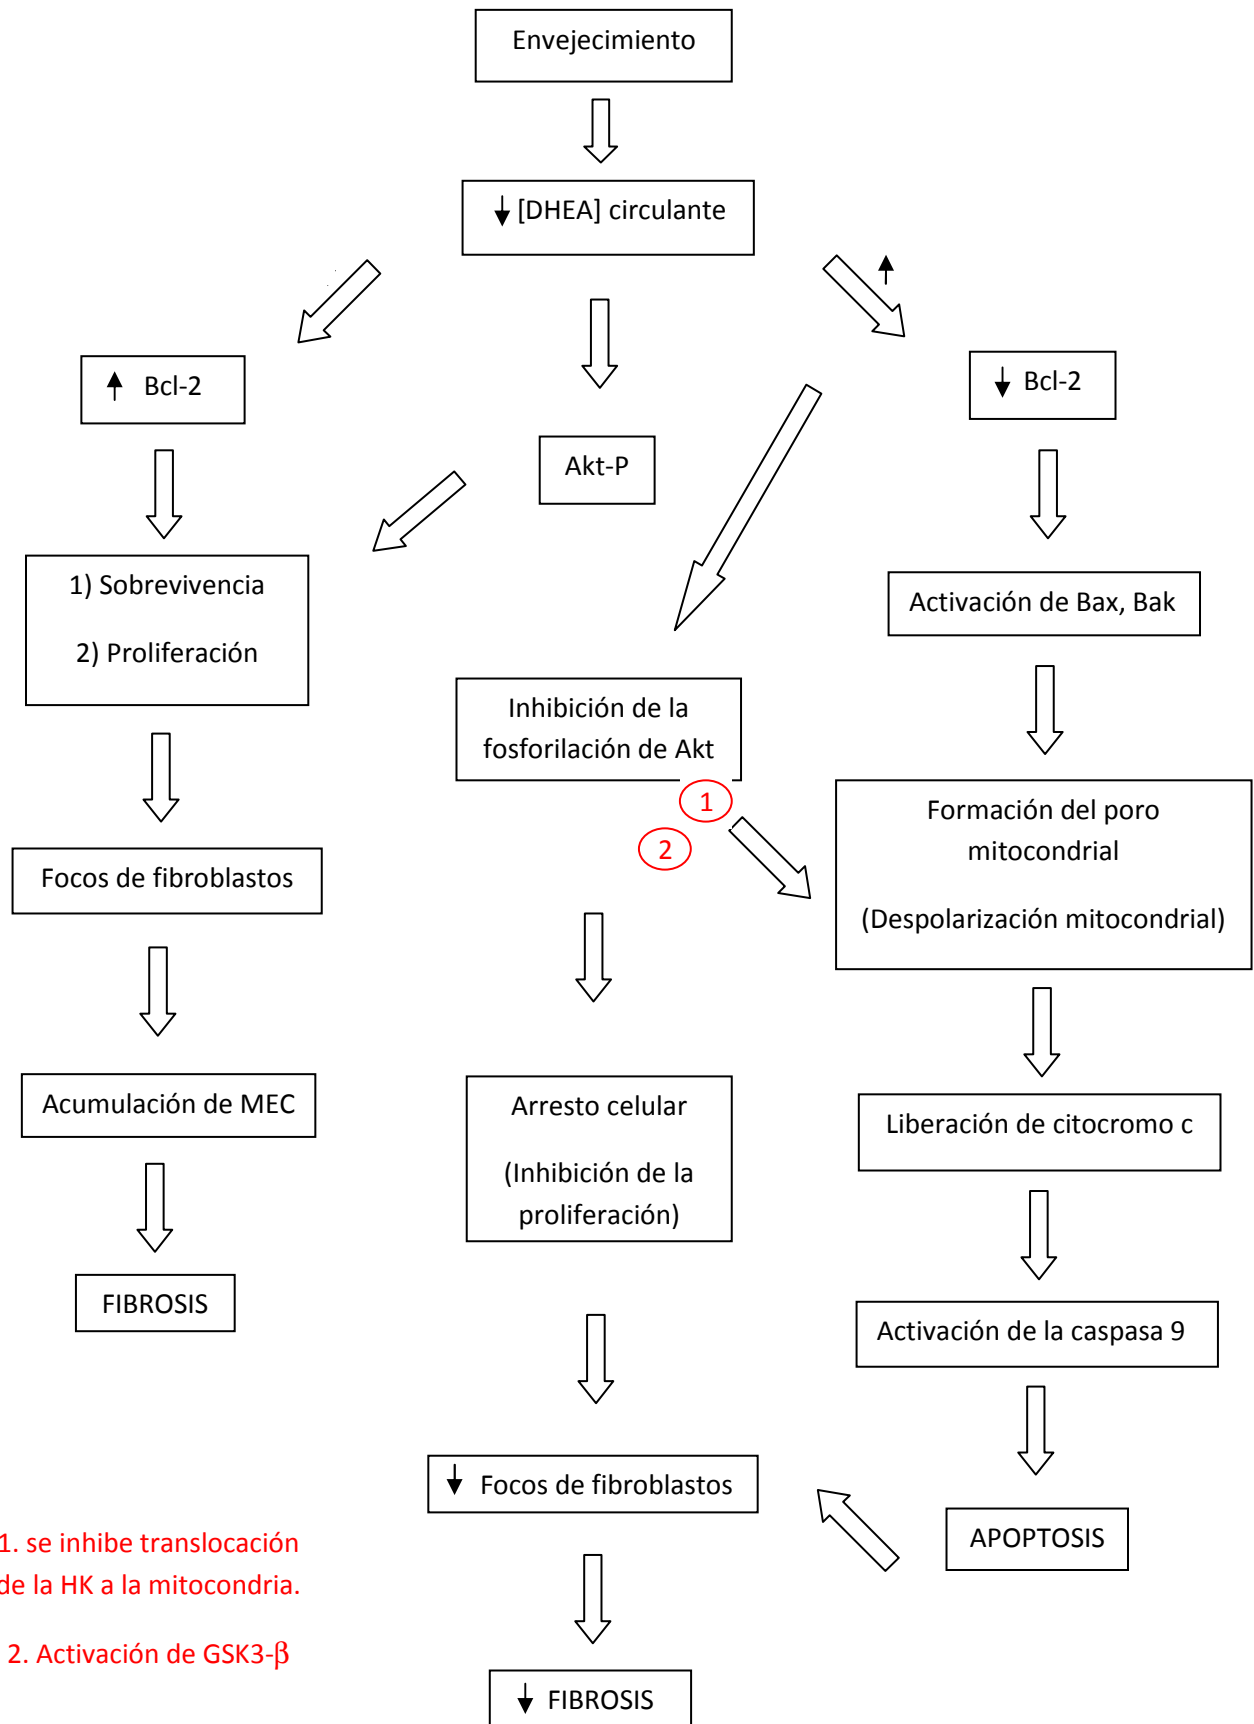 Envejecimiento
↓ [DHEA] circulante
↑
↑ Bcl-2
↓ Bcl-2
Akt-P
1) Sobrevivencia
2) Proliferación
Activación de Bax, Bak
Inhibición de la
fosforilación de Akt
1
2
Formación del poro
mitocondrial
(Despolarización mitocondrial)
Focos de fibroblastos
Acumulación de MEC
Arresto celular
(Inhibición de la
proliferación)
Liberación de citocromo c
FIBROSIS
Activación de la caspasa 9
↓ Focos de fibroblastos
APOPTOSIS
1. se inhibe translocación
de la HK a la mitocondria.
2. Activación de GSK3-β
↓ FIBROSIS